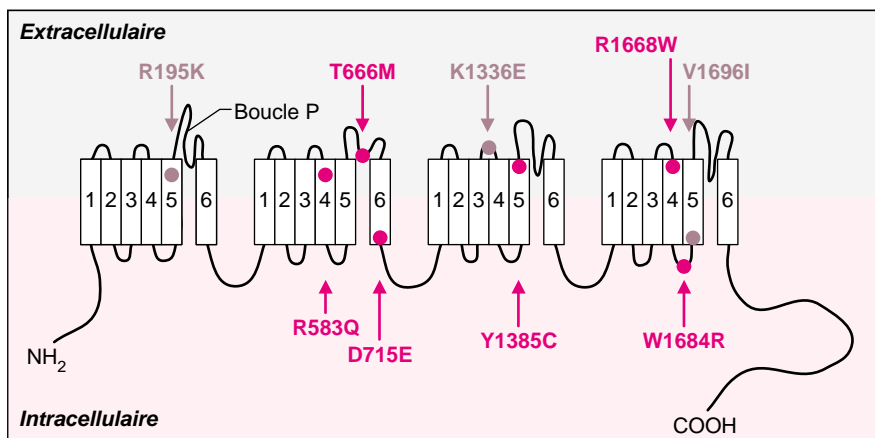 Extracellulaire
R1668W
R195K
T666M
K1336E
V1696I
Boucle P
1 2 3 4 5 6
1 2 3 4 5 6
1 2 3 4 5 6
1 2 3 4 5 6
R583Q
D715E
Y1385C
W1684R
NH2
COOH
Intracellulaire